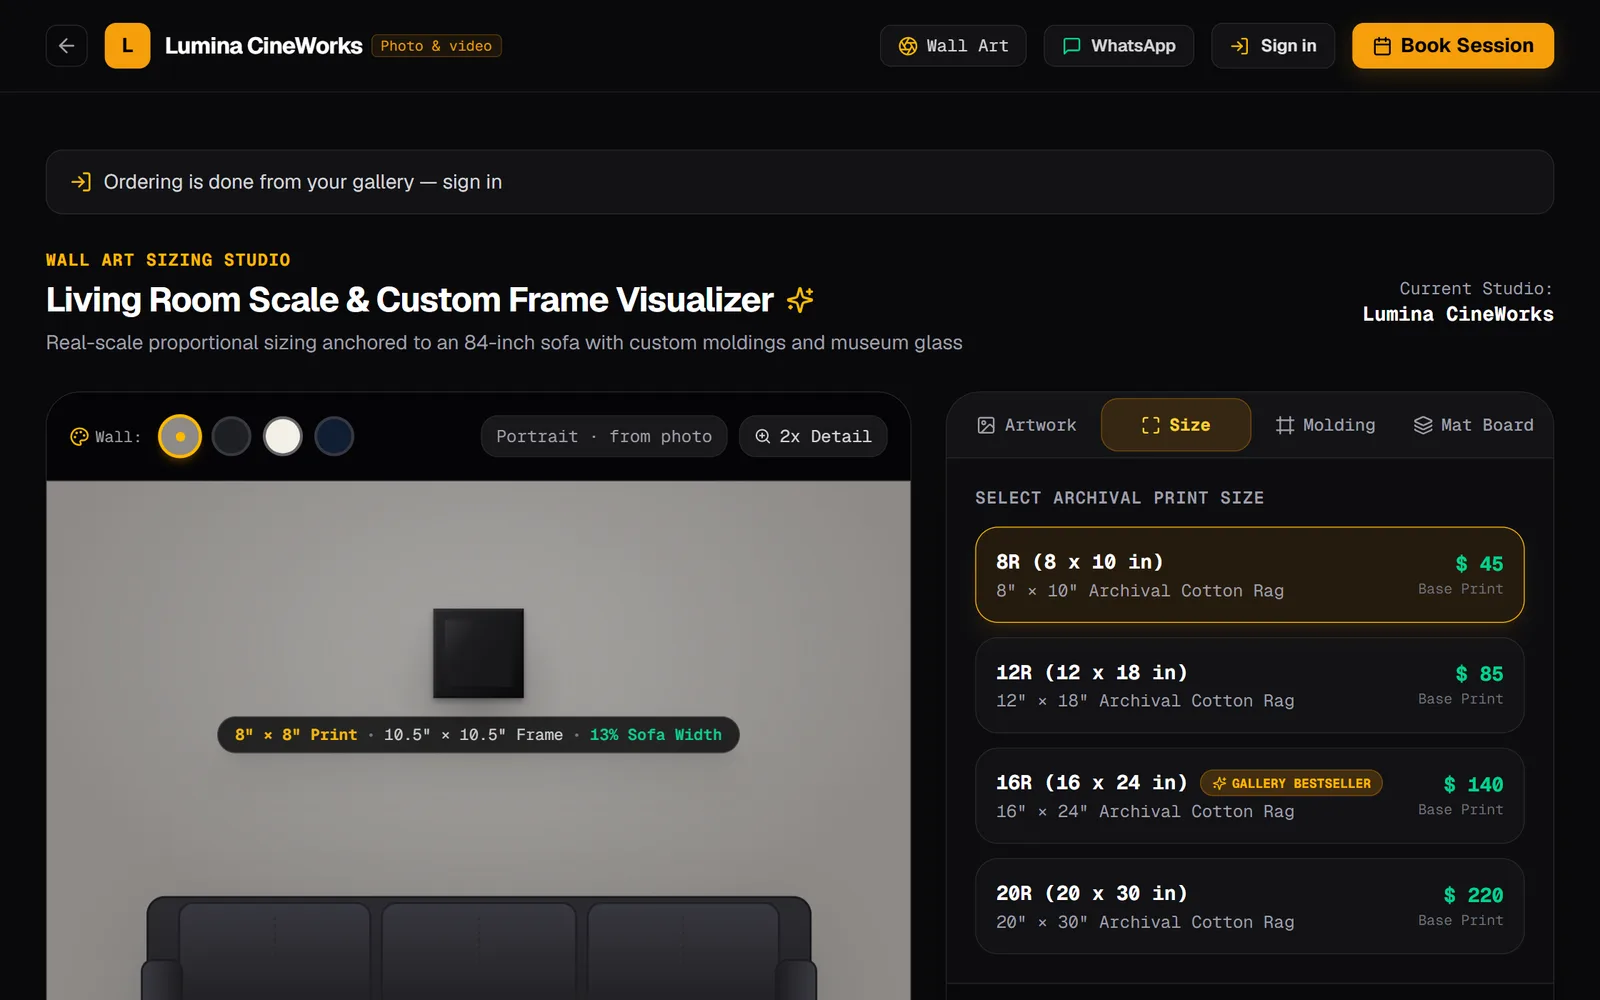 L Lumina CineWorks Photo & video Wall Art WhatsApp Sign in Book Session
Ordering is done from your gallery — sign in
WALL ART SIZING STUDIO
Living Room Scale & Custom Frame Visualizer
Real-scale proportional sizing anchored to an 84-inch sofa with custom moldings and museum glass
Current Studio:
Lumina CineWorks
Wall: Portrait · from photo 2x Detail
8" × 8" Print · 10.5" × 10.5" Frame · 13% Sofa Width
Artwork Size Molding Mat Board
SELECT ARCHIVAL PRINT SIZE
8R (8 x 10 in) $ 45
8" × 10" Archival Cotton Rag Base Print
12R (12 x 18 in) $ 85
12" × 18" Archival Cotton Rag Base Print
16R (16 x 24 in) GALLERY BESTSELLER $ 140
16" × 24" Archival Cotton Rag Base Print
20R (20 x 30 in) $ 220
20" × 30" Archival Cotton Rag Base Print